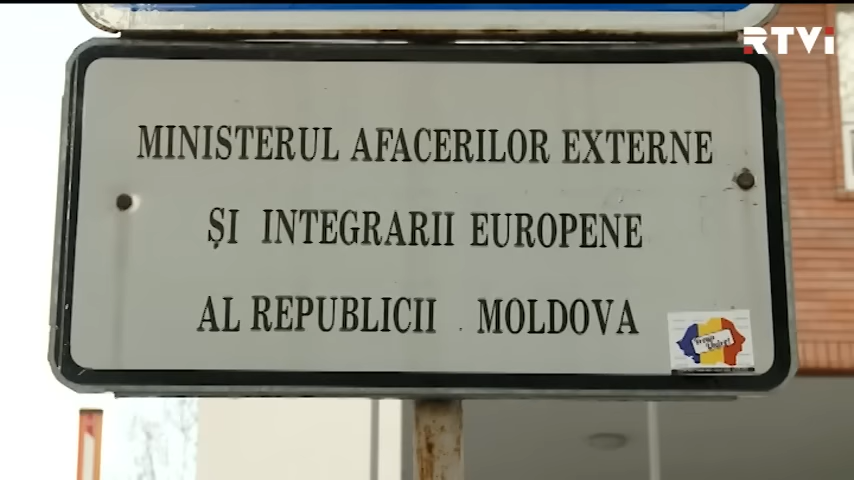 RTVi
MINISTERUL AFACERILOR EXTERNE
ȘI INTEGRARII EUROPENE
AL REPUBLICII MOLDOVA